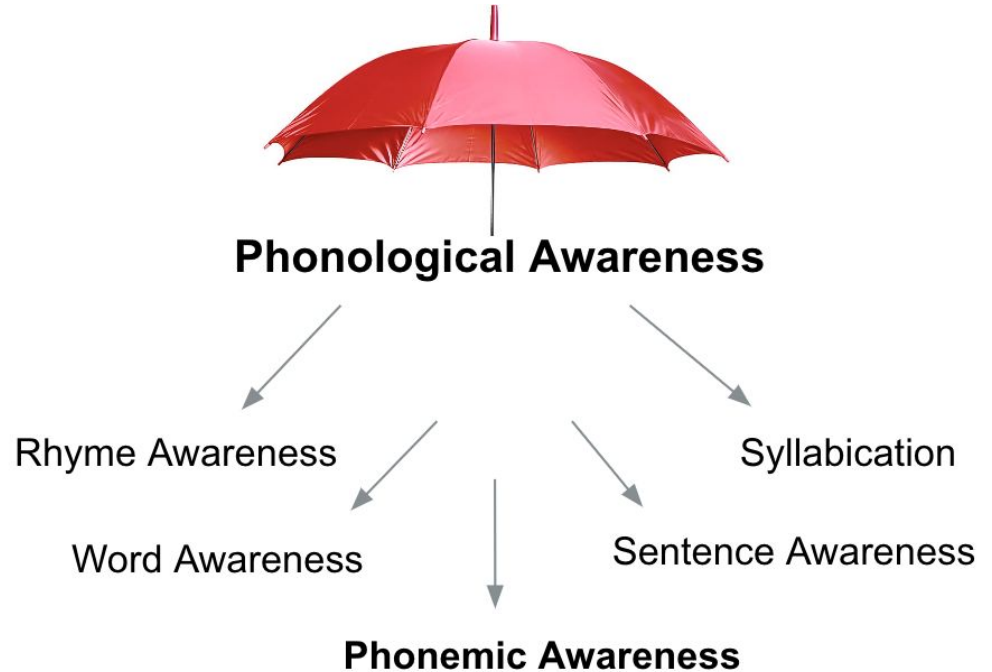 Phonological Awareness
Rhyme Awareness
Syllabication
Word Awareness
Sentence Awareness
Phonemic Awareness